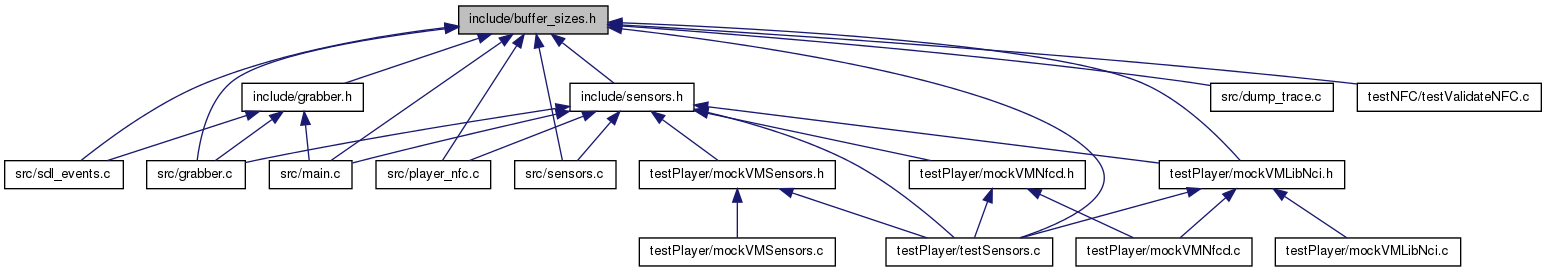 include/buffer_sizes.h
include/grabber.h
include/sensors.h
src/dump_trace.c
testNFC/testValidateNFC.c
src/sdl_events.c
src/grabber.c
src/main.c
src/player_nfc.c
src/sensors.c
testPlayer/mockVMSensors.h
testPlayer/mockVMNfcd.h
testPlayer/mockVMLibNci.h
testPlayer/mockVMSensors.c
testPlayer/testSensors.c
testPlayer/mockVMNfcd.c
testPlayer/mockVMLibNci.c